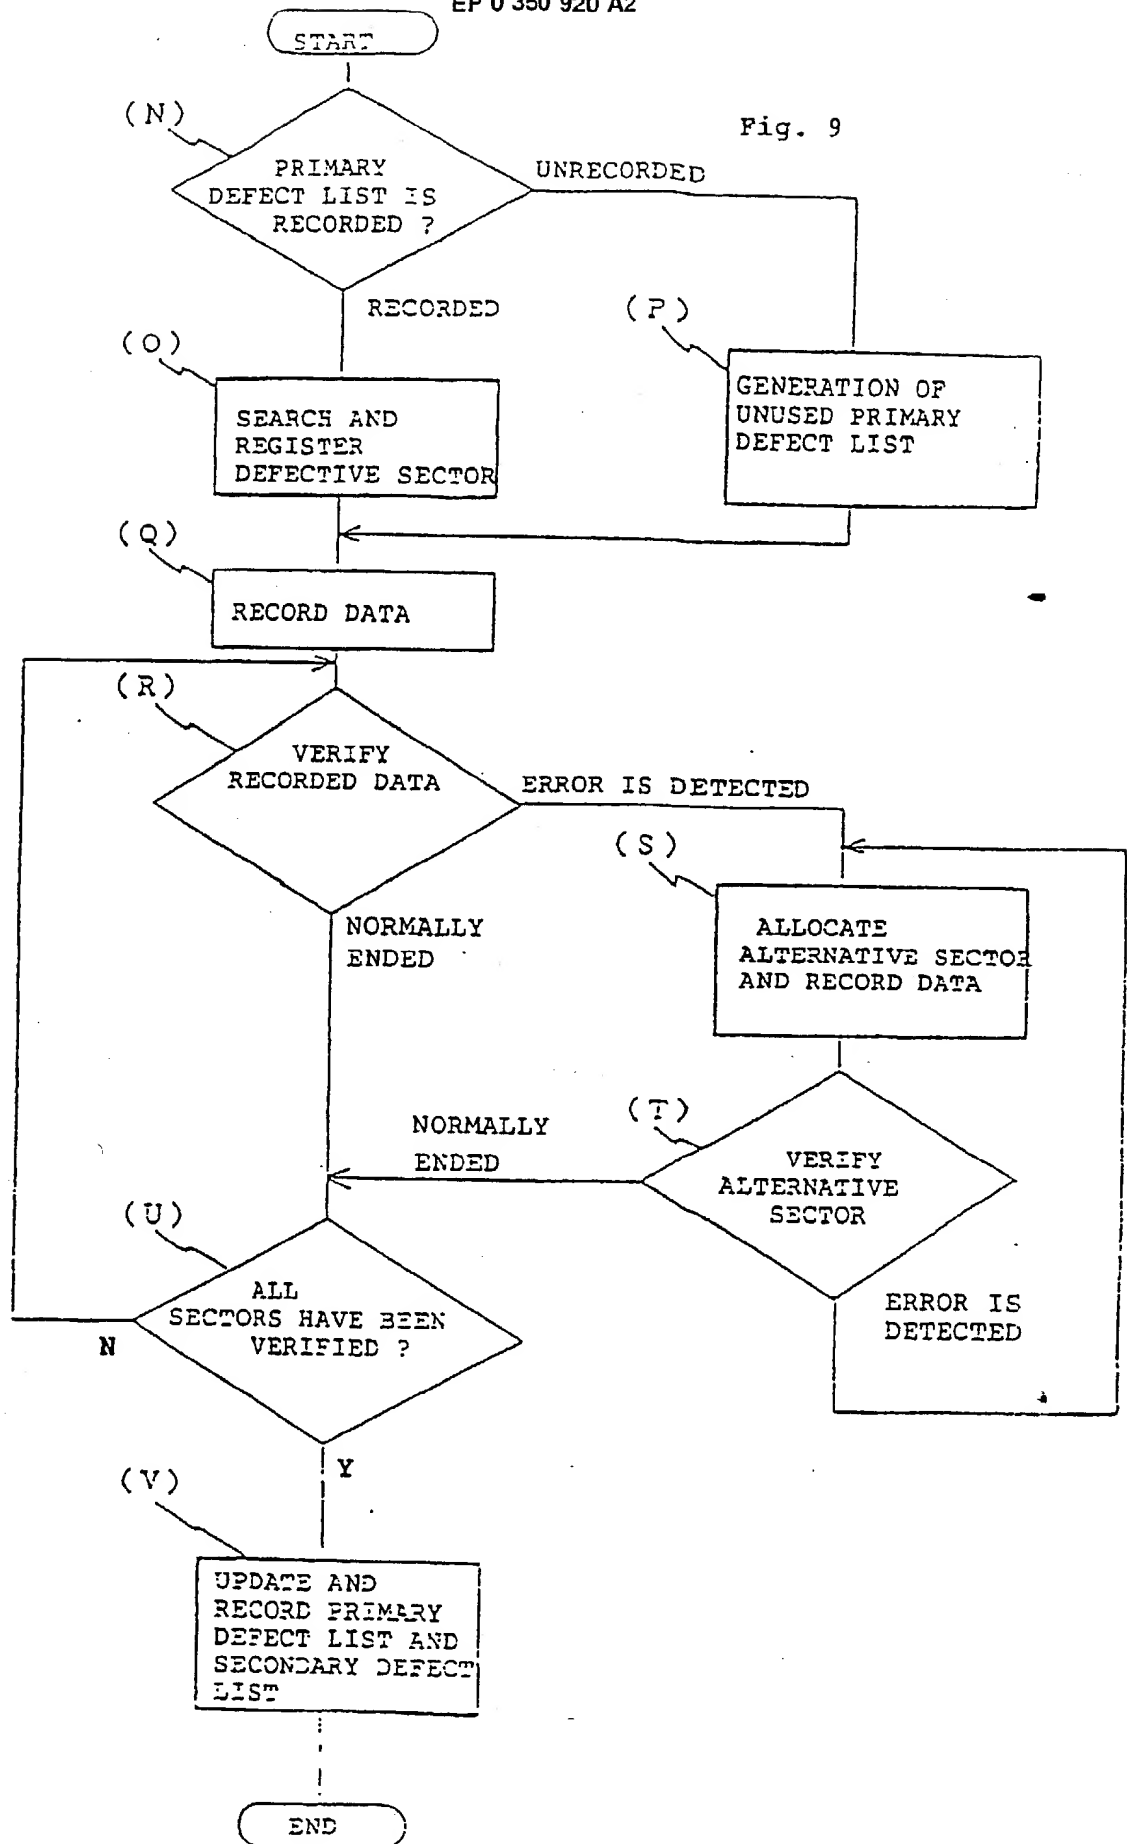 EP 0 350 920 A2
START
(N)
Fig. 9
PRIMARY
DEFECT LIST IS
RECORDED ?
UNRECORDED
RECORDED
(O)
(P)
SEARCH AND
REGISTER
DEFECTIVE SECTOR
GENERATION OF
UNUSED PRIMARY
DEFECT LIST
(Q)
RECORD DATA
(R)
VERIFY
RECORDED DATA
ERROR IS DETECTED
(S)
NORMALLY
ENDED
ALLOCATE
ALTERNATIVE SECTOR
AND RECORD DATA
(T)
NORMALLY
ENDED
VERIFY
ALTERNATIVE
SECTOR
(U)
ALL
SECTORS HAVE BEEN
VERIFIED ?
N
ERROR IS
DETECTED
Y
(V)
UPDATE AND
RECORD PRIMARY
DEFECT LIST AND
SECONDARY DEFECT
LIST
END